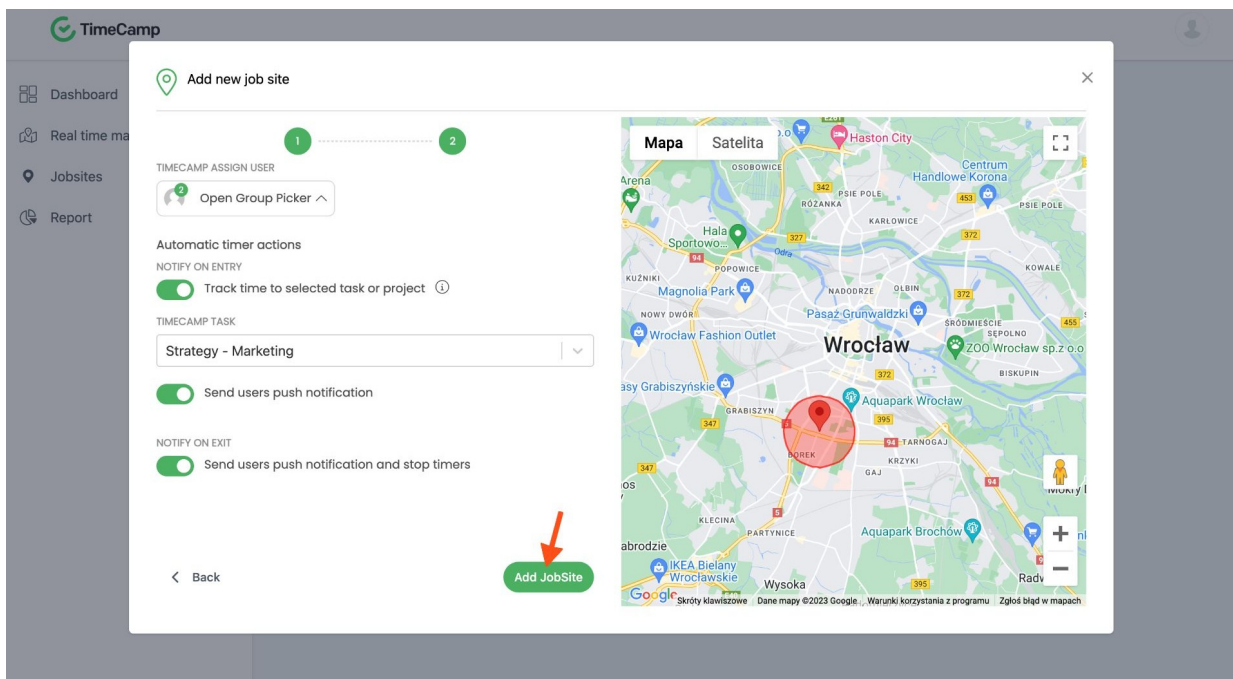 TimeCamp
Dashboard
Real time ma
Jobsites
Report
Add new job site
1
2
TIMECAMP ASSIGN USER
2
Open Group Picker
Automatic timer actions
NOTIFY ON ENTRY
Track time to selected task or project
TIMECAMP TASK
Strategy - Marketing
Send users push notification
NOTIFY ON EXIT
Send users push notification and stop timers
Back
Add JobSite
Mapa
Satelita
Haston City
OSOBOWICE
Centrum
Handlowe Korona
Arena
342
PSIE POLE
453
RÓŻANKA
PSIE POLE
KARŁOWICE
Hala
Sportowo...
327
372
Odra
94
POPOWICE
KOWALE
KUŹNIKI
Magnolia Park
NADODRZE
OŁBIN
372
NOWY DWÓR
Pasaż Grunwaldzki
ŚRÓDMIEŚCIE
455
SĘPOLNO
Wrocław Fashion Outlet
Wrocław
ZOO Wrocław sp.z o.o
372
BISKUPIN
asy Grabiszyńskie
Aquapark Wrocław
GRABISZYN
347
5
395
94
TARNOGAJ
BOREK
KRZYKI
347
GAJ
94
5
KLECINA
PARTYNICE
Aquapark Brochów
abrodzie
IKEA Bielany
Wrocławskie
Wysoka
395
Radw
Google
Skróty klawiszowe
Dane mapy ©2023 Google
Warunki korzystania z programu
Zgłoś błąd w mapach